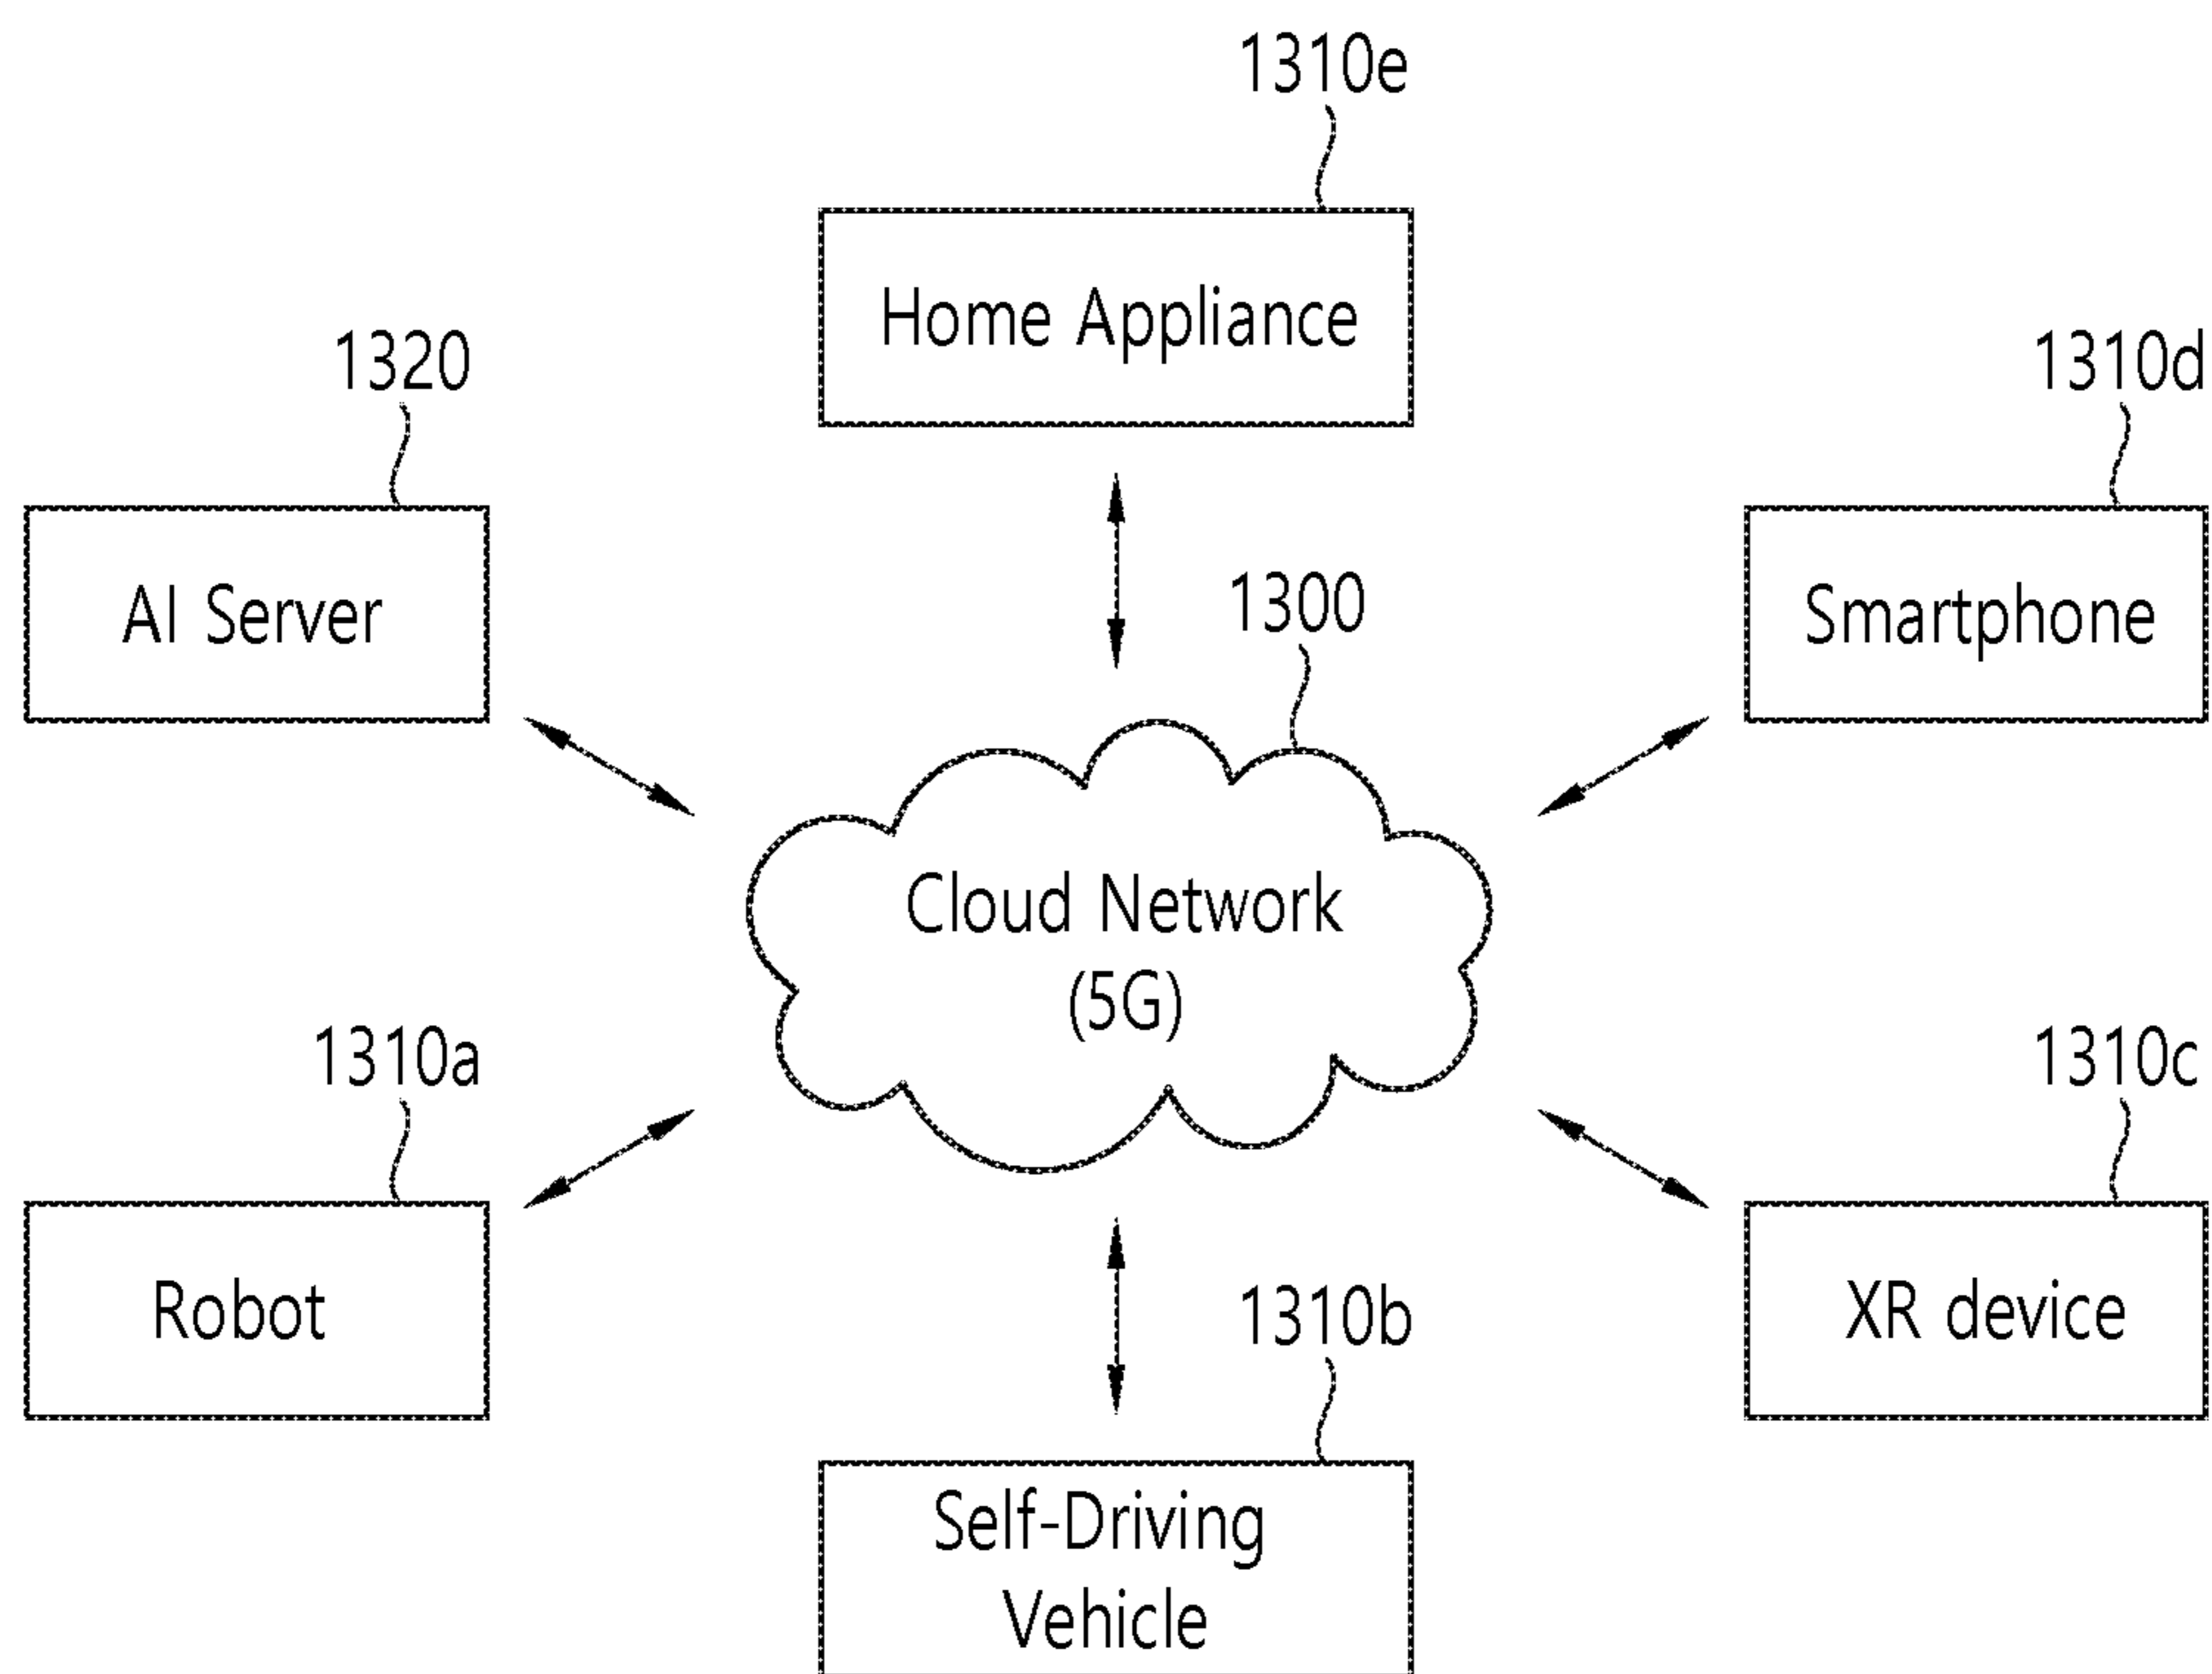 1310e
Home Appliance
1320
1310d
AI Server
Smartphone
1300
Cloud Network
(5G)
1310a
1310c
Robot
XR device
1310b
Self-Driving
Vehicle